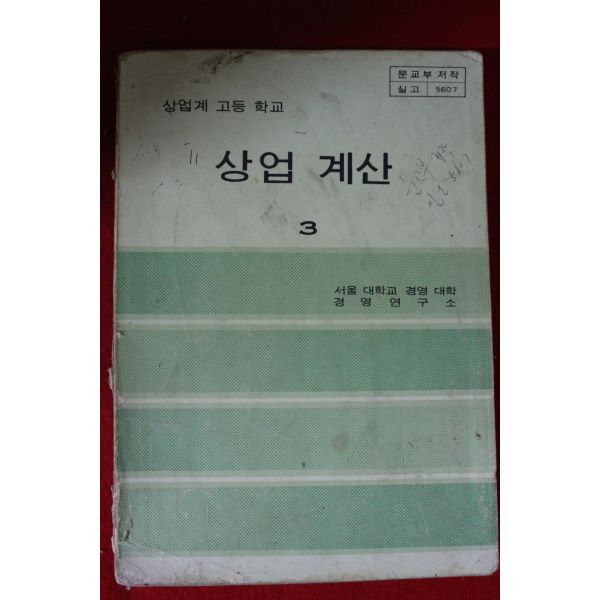 문교부 저작
실고 5607
상업계 고등 학교
상업 계산
3
서울 대학교 경영 대학
경영연구소